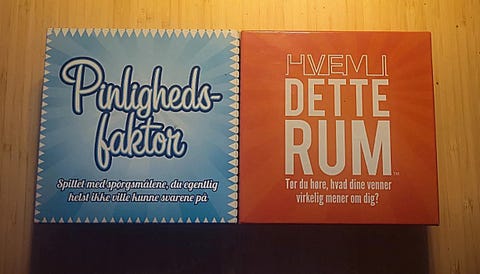 Pinligheds-
faktor
Spillet med spørgsmålene, du egentlig
helst ikke ville kunne svarene på
HVEM I
DETTE
RUM™
Tør du høre, hvad dine venner
virkelig mener om dig?